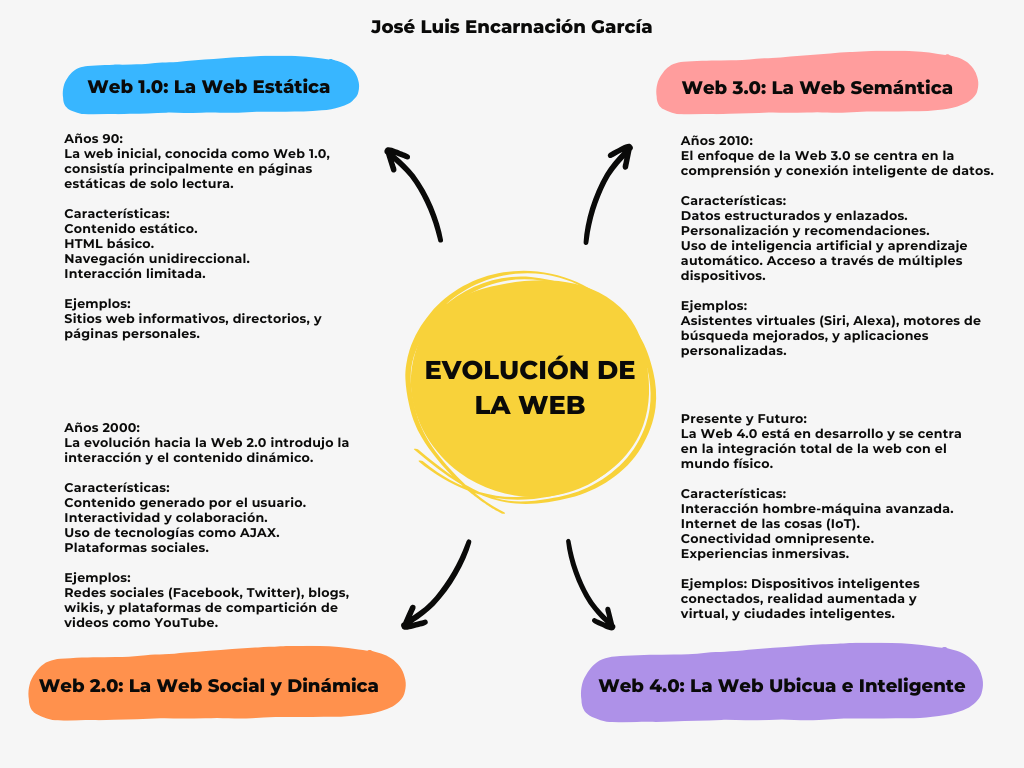 José Luis Encarnación García
Web 1.0: La Web Estática
Años 90:
La web inicial, conocida como Web 1.0,
consistía principalmente en páginas
estáticas de solo lectura.
Características:
Contenido estático.
HTML básico.
Navegación unidireccional.
Interacción limitada.
Ejemplos:
Sitios web informativos, directorios, y
páginas personales.
Web 3.0: La Web Semántica
Años 2010:
El enfoque de la Web 3.0 se centra en la
comprensión y conexión inteligente de datos.
Características:
Datos estructurados y enlazados.
Personalización y recomendaciones.
Uso de inteligencia artificial y aprendizaje
automático. Acceso a través de múltiples
dispositivos.
Ejemplos:
Asistentes virtuales (Siri, Alexa), motores de
búsqueda mejorados, y aplicaciones
personalizadas.
EVOLUCIÓN DE
LA WEB
Años 2000:
La evolución hacia la Web 2.0 introdujo la
interacción y el contenido dinámico.
Características:
Contenido generado por el usuario.
Interactividad y colaboración.
Uso de tecnologías como AJAX.
Plataformas sociales.
Ejemplos:
Redes sociales (Facebook, Twitter), blogs,
wikis, y plataformas de compartición de
videos como YouTube.
Web 2.0: La Web Social y Dinámica
Presente y Futuro:
La Web 4.0 está en desarrollo y se centra
en la integración total de la web con el
mundo físico.
Características:
Interacción hombre-máquina avanzada.
Internet de las cosas (IoT).
Conectividad omnipresente.
Experiencias inmersivas.
Ejemplos: Dispositivos inteligentes
conectados, realidad aumentada y
virtual, y ciudades inteligentes.
Web 4.0: La Web Ubicua e Inteligente